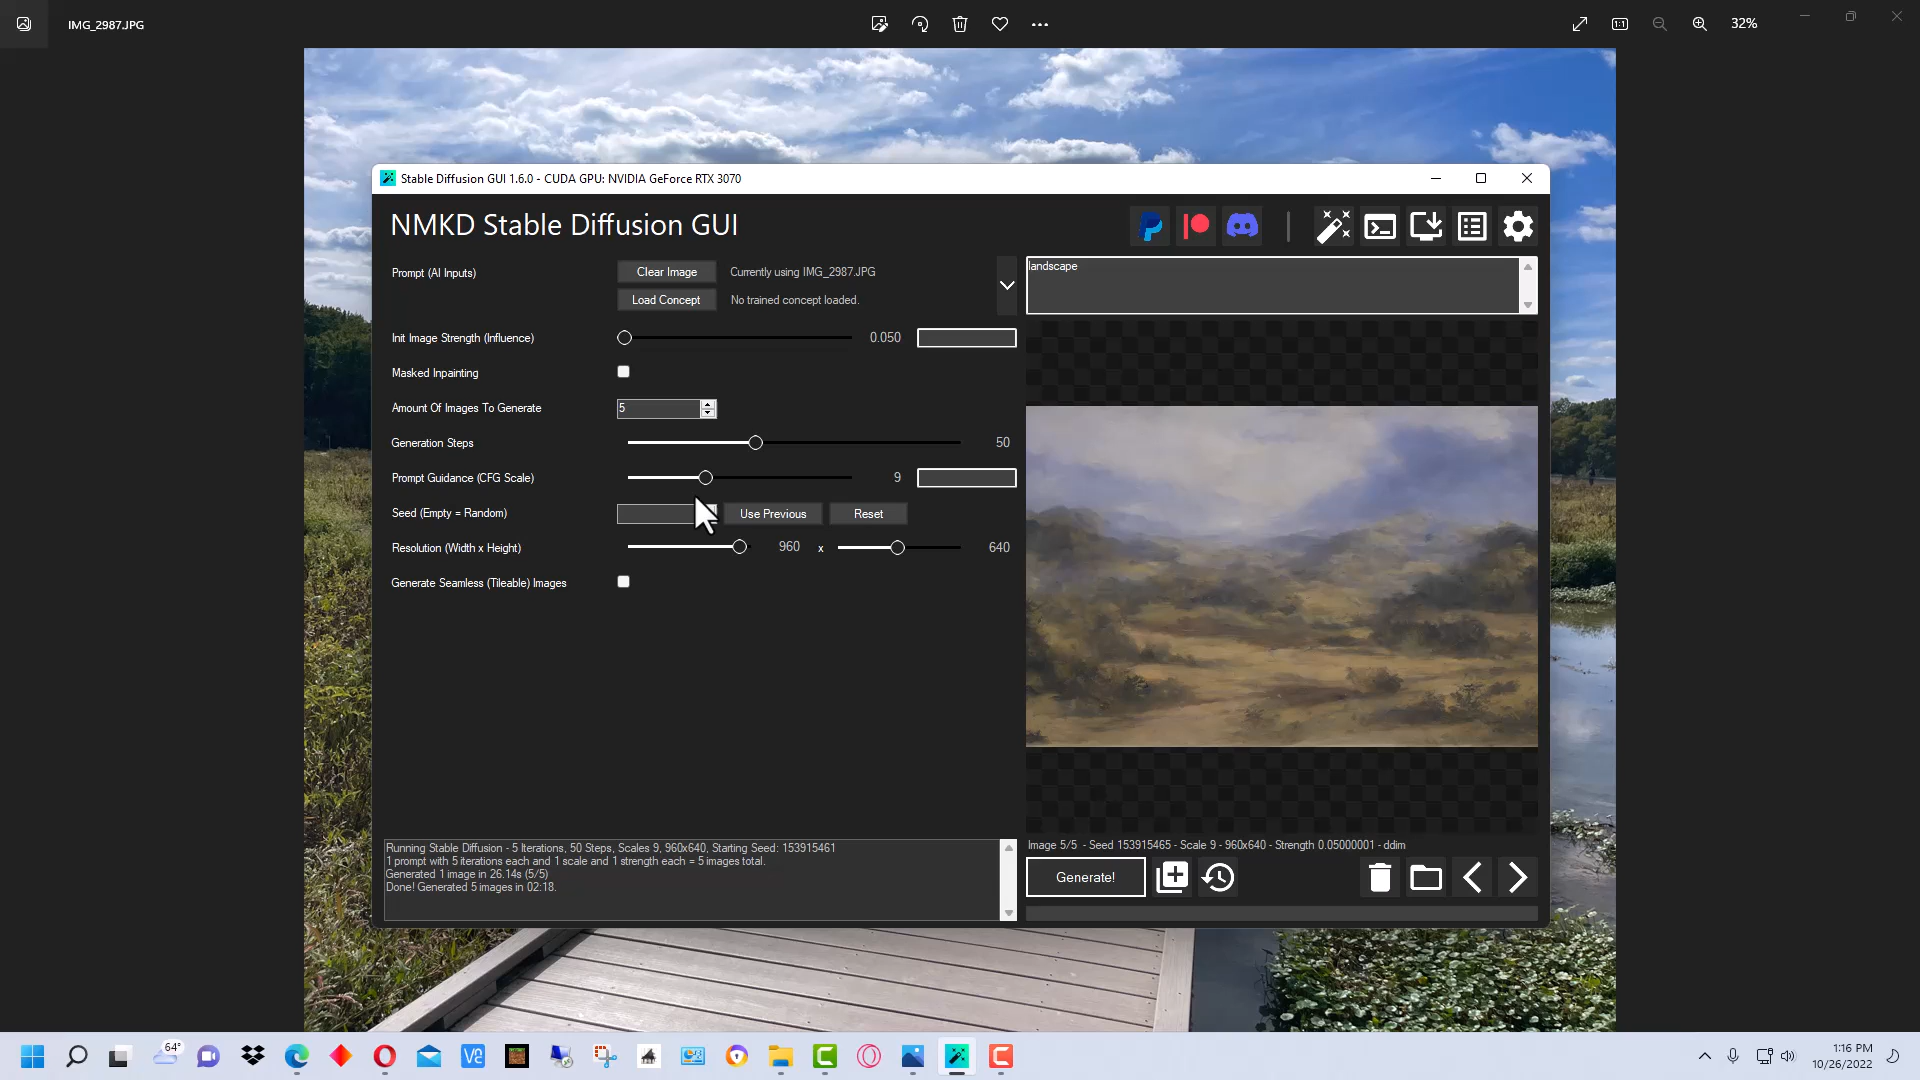 IMG_2987.JPG
32%
Stable Diffusion GUI 1.6.0 - CUDA GPU: NVIDIA GeForce RTX 3070
NMKD Stable Diffusion GUI
Prompt (AI Inputs)
Clear Image
Currently using IMG_2987.JPG
landscape
Load Concept
No trained concept loaded.
Init Image Strength (Influence)
0.050
Masked Inpainting
Amount Of Images To Generate
5
Generation Steps
50
Prompt Guidance (CFG Scale)
9
Seed (Empty = Random)
Use Previous
Reset
Resolution (Width x Height)
960 x 640
Generate Seamless (Tileable) Images
Running Stable Diffusion - 5 Iterations, 50 Steps, Scales 9, 960x640, Starting Seed: 153915461
1 prompt with 5 iterations each and 1 scale and 1 strength each = 5 images total.
Generated 1 image in 26.14s (5/5)
Done! Generated 5 images in 02:18.
Image 5/5 - Seed 153915465 - Scale 9 - 960x640 - Strength 0.05000001 - ddim
Generate!
64°
1:16 PM
10/26/2022